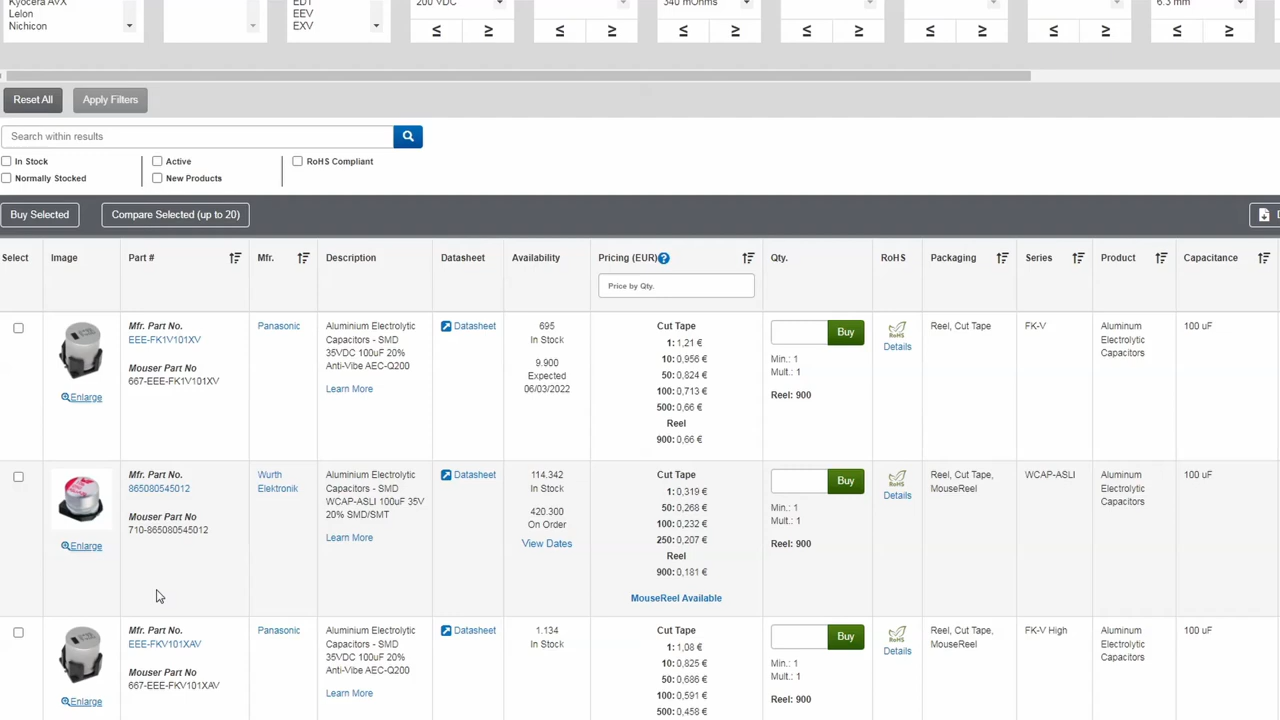 Kyocera AVX
Lelon
Nichicon
EDT
EEV
EXV
200 VDC
≤ ≥
≤ ≥
340 mOhms
≤ ≥
≤ ≥
≤ ≥
≤ ≥
6.3 mm
≤ ≥
Reset All
Apply Filters
Search within results
In Stock
Active
RoHS Compliant
Normally Stocked
New Products
Buy Selected
Compare Selected (up to 20)
Select
Image
Part #
Mfr.
Description
Datasheet
Availability
Pricing (EUR)
Price by Qty.
Qty.
RoHS
Packaging
Series
Product
Capacitance
Enlarge
Mfr. Part No.
EEE-FK1V101XV
Mouser Part No
667-EEE-FK1V101XV
Panasonic
Aluminium Electrolytic
Capacitors - SMD
35VDC 100uF 20%
Anti-Vibe AEC-Q200
Learn More
Datasheet
695
In Stock
9.900
Expected
06/03/2022
Cut Tape
1: 1,21 €
10: 0,956 €
50: 0,824 €
100: 0,713 €
500: 0,66 €
Reel
900: 0,66 €
Buy
Min.: 1
Mult.: 1
Reel: 900
RoHS
Details
Reel, Cut Tape
FK-V
Aluminum
Electrolytic
Capacitors
100 uF
Enlarge
Mfr. Part No.
865080545012
Mouser Part No
710-865080545012
Wurth
Elektronik
Aluminium Electrolytic
Capacitors - SMD
WCAP-ASLI 100uF 35V
20% SMD/SMT
Learn More
Datasheet
114.342
In Stock
420.300
On Order
View Dates
Cut Tape
1: 0,319 €
50: 0,268 €
100: 0,232 €
250: 0,207 €
Reel
900: 0,181 €
MouseReel Available
Buy
Min.: 1
Mult.: 1
Reel: 900
RoHS
Details
Reel, Cut Tape,
MouseReel
WCAP-ASLI
Aluminum
Electrolytic
Capacitors
100 uF
Enlarge
Mfr. Part No.
EEE-FKV101XAV
Mouser Part No
667-EEE-FKV101XAV
Panasonic
Aluminium Electrolytic
Capacitors - SMD
35VDC 100uF 20%
Anti-Vibe AEC-Q200
Learn More
Datasheet
1.134
In Stock
Cut Tape
1: 1,08 €
10: 0,825 €
50: 0,686 €
100: 0,591 €
500: 0,458 €
Buy
Min.: 1
Mult.: 1
Reel: 900
RoHS
Details
Reel, Cut Tape,
MouseReel
FK-V High
Aluminum
Electrolytic
Capacitors
100 uF